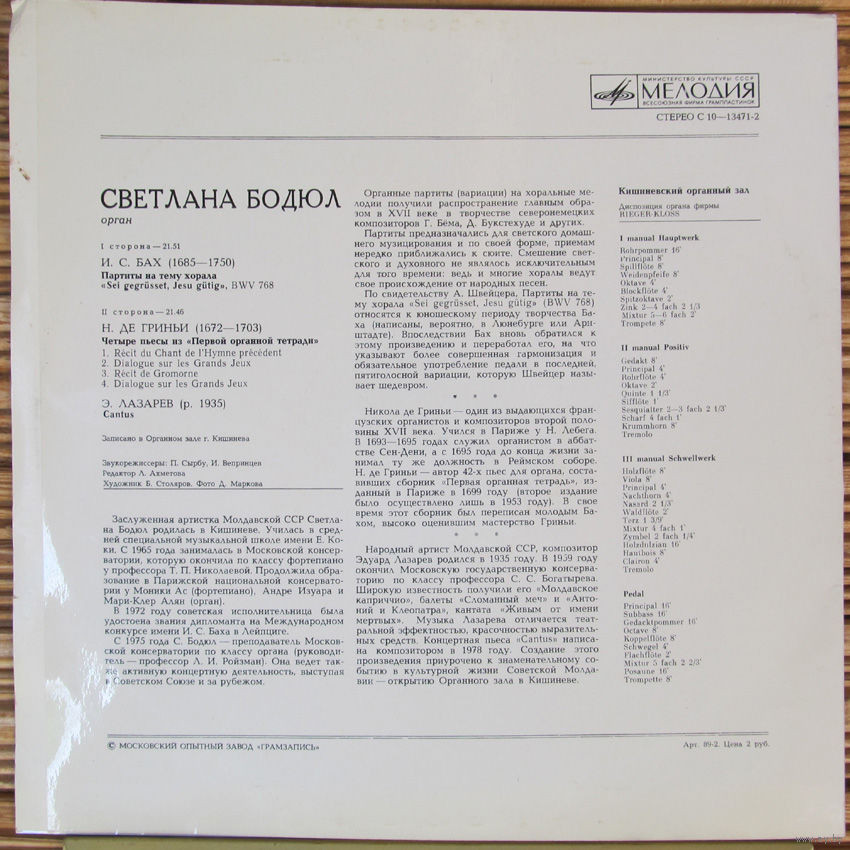 МИНИСТЕРСТВО КУЛЬТУРЫ СССР
МЕЛОДИЯ
ВСЕСОЮЗНАЯ ФИРМА ГРАМПЛАСТИНОК
СТЕРЕО С 10—13471-2
СВЕТЛАНА БОДЮЛ
орган
I сторона — 21.51
И. С. БАХ (1685—1750)
Партиты на тему хорала
«Sei gegrüsset, Jesu gütig», BWV 768
II сторона — 21.46
Н. ДЕ ГРИНЬИ (1672—1703)
Четыре пьесы из «Первой органной тетради»
1. Récit du Chant de l'Hymne précédent
2. Dialogue sur les Grands Jeux
3. Récit de Gromorne
4. Dialogue sur les Grands Jeux
Э. ЛАЗАРЕВ (р. 1935)
Cantus
Записано в Органном зале г. Кишинева
Звукорежиссеры: П. Сырбу, И. Вепринцев
Редактор Л. Ахметова
Художник Б. Столяров. Фото Д. Маркова
Заслуженная артистка Молдавской ССР Светла-
на Бодюл родилась в Кишиневе. Училась в сред-
ней специальной музыкальной школе имени Е. Ко-
ки. С 1965 года занималась в Московской консер-
ватории, которую окончила по классу фортепиано
у профессора Т. П. Николаевой. Продолжила обра-
зование в Парижской национальной консервато-
рии у Моники Ас (фортепиано), Андре Изуара и
Мари-Клер Алян (орган).
В 1972 году советская исполнительница была
удостоена звания дипломанта на Международном
конкурсе имени И. С. Баха в Лейпциге.
С 1975 года С. Бодюл — преподаватель Москов-
ской консерватории по классу органа (руководи-
тель — профессор Л. И. Ройзман). Она ведет так-
же активную концертную деятельность, выступая
в Советском Союзе и за рубежом.
Органные партиты (вариации) на хоральные ме-
лодии получили распространение главным обра-
зом в XVII веке в творчестве северонемецких
композиторов Г. Бёма, Д. Букстехуде и других.
Партиты предназначались для светского домаш-
него музицирования и по своей форме, приемам
нередко приближались к сюите. Смешение свет-
ского и духовного не являлось исключительным
для того времени: ведь и многие хоралы ведут
свое происхождение от народных песен.
По свидетельству А. Швейцера, Партиты на те-
му хорала «Sei gegrüsset, Jesu gütig» (BWV 768)
относятся к юношескому периоду творчества Ба-
ха (написаны, вероятно, в Люнебурге или Арн-
штадте). Впоследствии Бах вновь обратился к
этому произведению и переработал его, на что
указывают более совершенная гармонизация и
обязательное употребление педали в последней,
пятиголосной вариации, которую Швейцер назы-
вает шедевром.
* * *
Никола де Гриньи — один из выдающихся фран-
цузских органистов и композиторов второй поло-
вины XVII века. Учился в Париже у Н. Лебега.
В 1693—1695 годах служил органистом в аббат-
стве Сен-Дени, а с 1695 года до конца жизни за-
нимал ту же должность в Реймском соборе.
Н. де Гриньи — автор 42-х пьес для органа, соста-
вивших сборник «Первая органная тетрадь», из-
данный в Париже в 1699 году (второе издание
было осуществлено лишь в 1953 году). В свое
время этот сборник был переписан молодым Ба-
хом, высоко оценившим мастерство Гриньи.
* * *
Народный артист Молдавской ССР, композитор
Эдуард Лазарев родился в 1935 году. В 1959 году
окончил Московскую государственную консерва-
торию по классу профессора С. С. Богатырева.
Широкую известность получили его «Молдавское
каприччио», балеты «Сломанный меч» и «Анто-
ний и Клеопатра», кантата «Живым от имени
мертвых». Музыка Лазарева отличается теат-
ральной эффектностью, красочностью выразитель-
ных средств. Концертная пьеса «Cantus» написа-
на композитором в 1978 году. Создание этого
произведения приурочено к знаменательному со-
бытию в культурной жизни Советской Молда-
вии — открытию Органного зала в Кишиневе.
Кишиневский органный зал
Диспозиция органа фирмы
RIEGER-KLOSS
I manual Hauptwerk
Rohrpommer 16'
Principal 8'
Spillflöte 8'
Weidenpfeife 8'
Oktave 4'
Blockflöte 4'
Spitzoktave 2'
Zink 2—4 fach 2 1/3
Mixtur 5—6 fach 2'
Trompete 8'
II manual Positiv
Gedakt 8'
Principal 4'
Rohrflöte 4'
Oktave 2'
Quinte 1 1/3'
Sifflöte 1'
Sesquialter 2—3 fach 2 1/3'
Scharf 4 fach 1'
Krummhorn 8'
Tremolo
III manual Schwellwerk
Holzflöte 8'
Viola 8'
Principal 4'
Nachthorn 4'
Nasard 2 1/3'
Waldflöte 2'
Terz 1 3/9'
Mixtur 4 fach 1'
Zymbel 2 fach 1/4'
Holzdulzian 16'
Hautbois 8'
Clairon 4'
Tremolo
Pedal
Principal 16'
Subbass 16'
Gedacktpommer 16'
Octave 8'
Koppelflöte 8'
Schwegel 4'
Flachflöte 2'
Mixtur 5 fach 2 2/3'
Posaune 16'
Trompette 8'
© МОСКОВСКИЙ ОПЫТНЫЙ ЗАВОД «ГРАМЗАПИСЬ»
Арт. 89-2. Цена 2 руб.